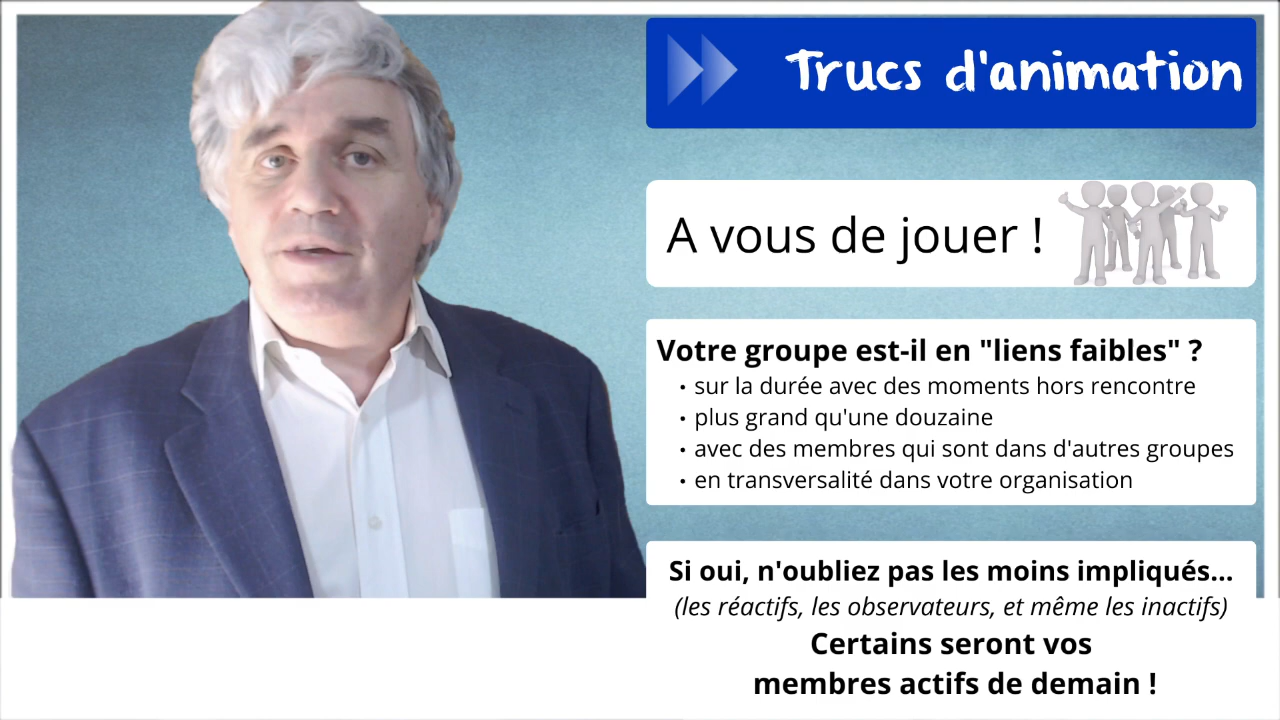 Trucs d'animation
A vous de jouer !
Votre groupe est-il en "liens faibles" ?
• sur la durée avec des moments hors rencontre
• plus grand qu'une douzaine
• avec des membres qui sont dans d'autres groupes
• en transversalité dans votre organisation
Si oui, n'oubliez pas les moins impliqués...
(les réactifs, les observateurs, et même les inactifs)
Certains seront vos
membres actifs de demain !